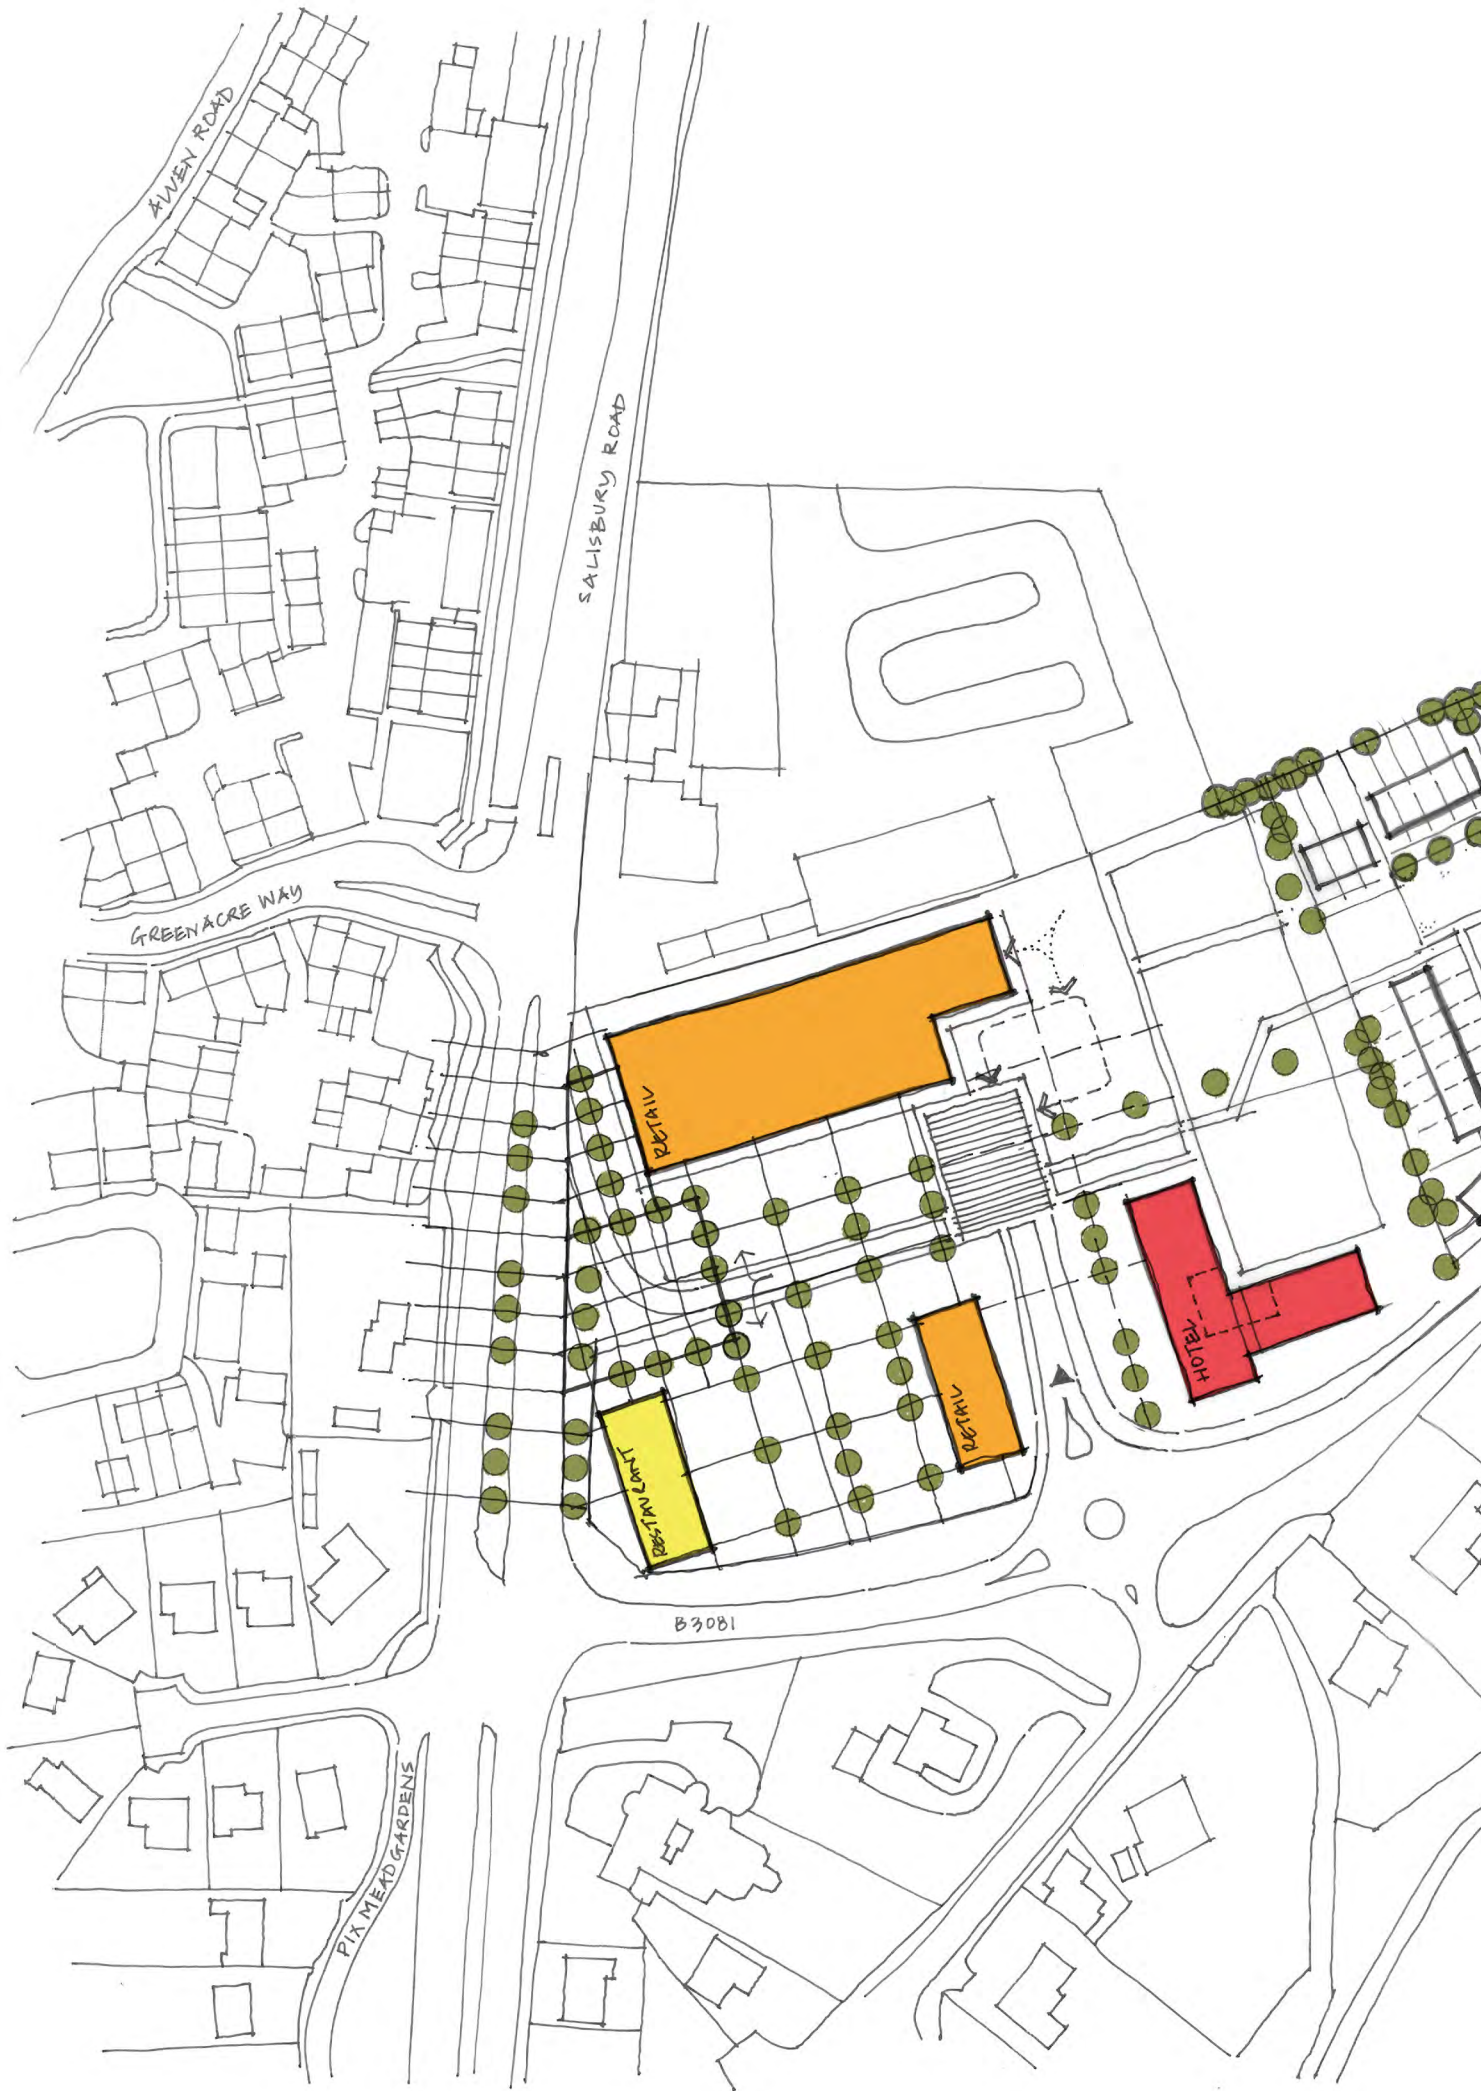 AWEN ROAD
SALISBURY ROAD
GREENACRE WAY
RETAIL
HOTEL
RETAIL
RESTAURANT
B3081
PIX MEAD GARDENS